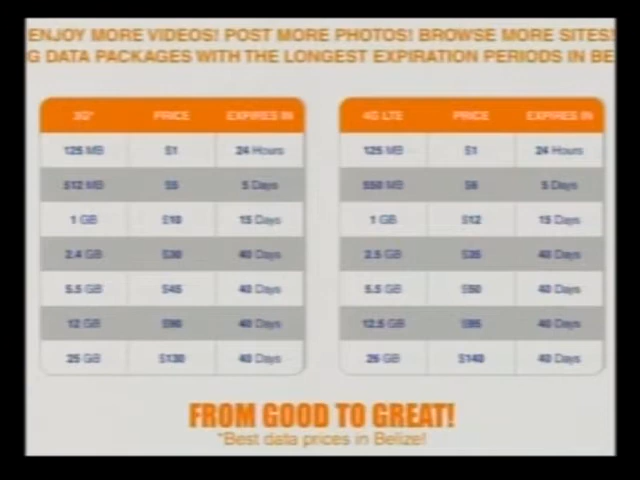 ENJOY MORE VIDEOS! POST MORE PHOTOS! BROWSE MORE SITES!
G DATA PACKAGES WITH THE LONGEST EXPIRATION PERIODS IN BE
3G* PRICE EXPIRES IN 4G LTE PRICE EXPIRES IN
125 MB $1 24 Hours 125 MB $1 24 Hours
512 MB $5 5 Days 550 MB $6 5 Days
1 GB $10 15 Days 1 GB $12 15 Days
2.4 GB $30 40 Days 2.5 GB $35 40 Days
5.5 GB $45 40 Days 5.5 GB $50 40 Days
12 GB 40 Days 12.5 GB 40 Days
25 GB $130 40 Days 26 GB $140 40 Days
FROM GOOD TO GREAT!
*Best data prices in Belize!